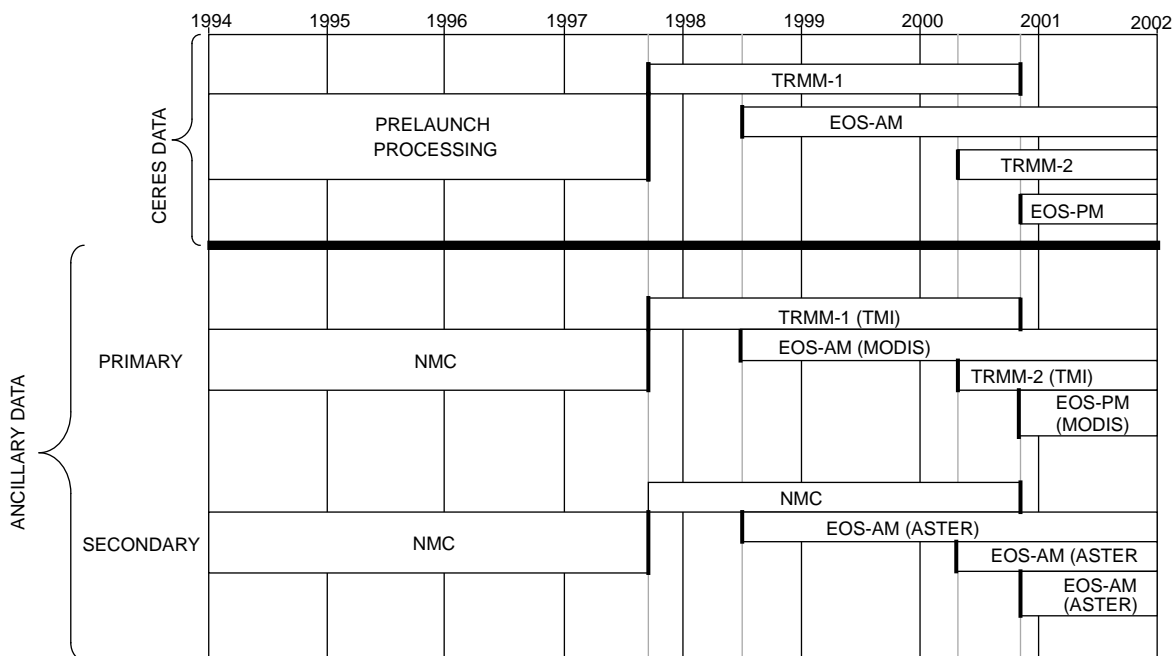 1994 1995 1996 1997 1998 1999 2000 2001 2002
CERES DATA
PRELAUNCH
PROCESSING
TRMM-1
EOS-AM
TRMM-2
EOS-PM
ANCILLARY DATA
PRIMARY
NMC
TRMM-1 (TMI)
EOS-AM (MODIS)
TRMM-2 (TMI)
EOS-PM
(MODIS)
SECONDARY
NMC
NMC
EOS-AM (ASTER)
EOS-AM (ASTER
EOS-AM
(ASTER)